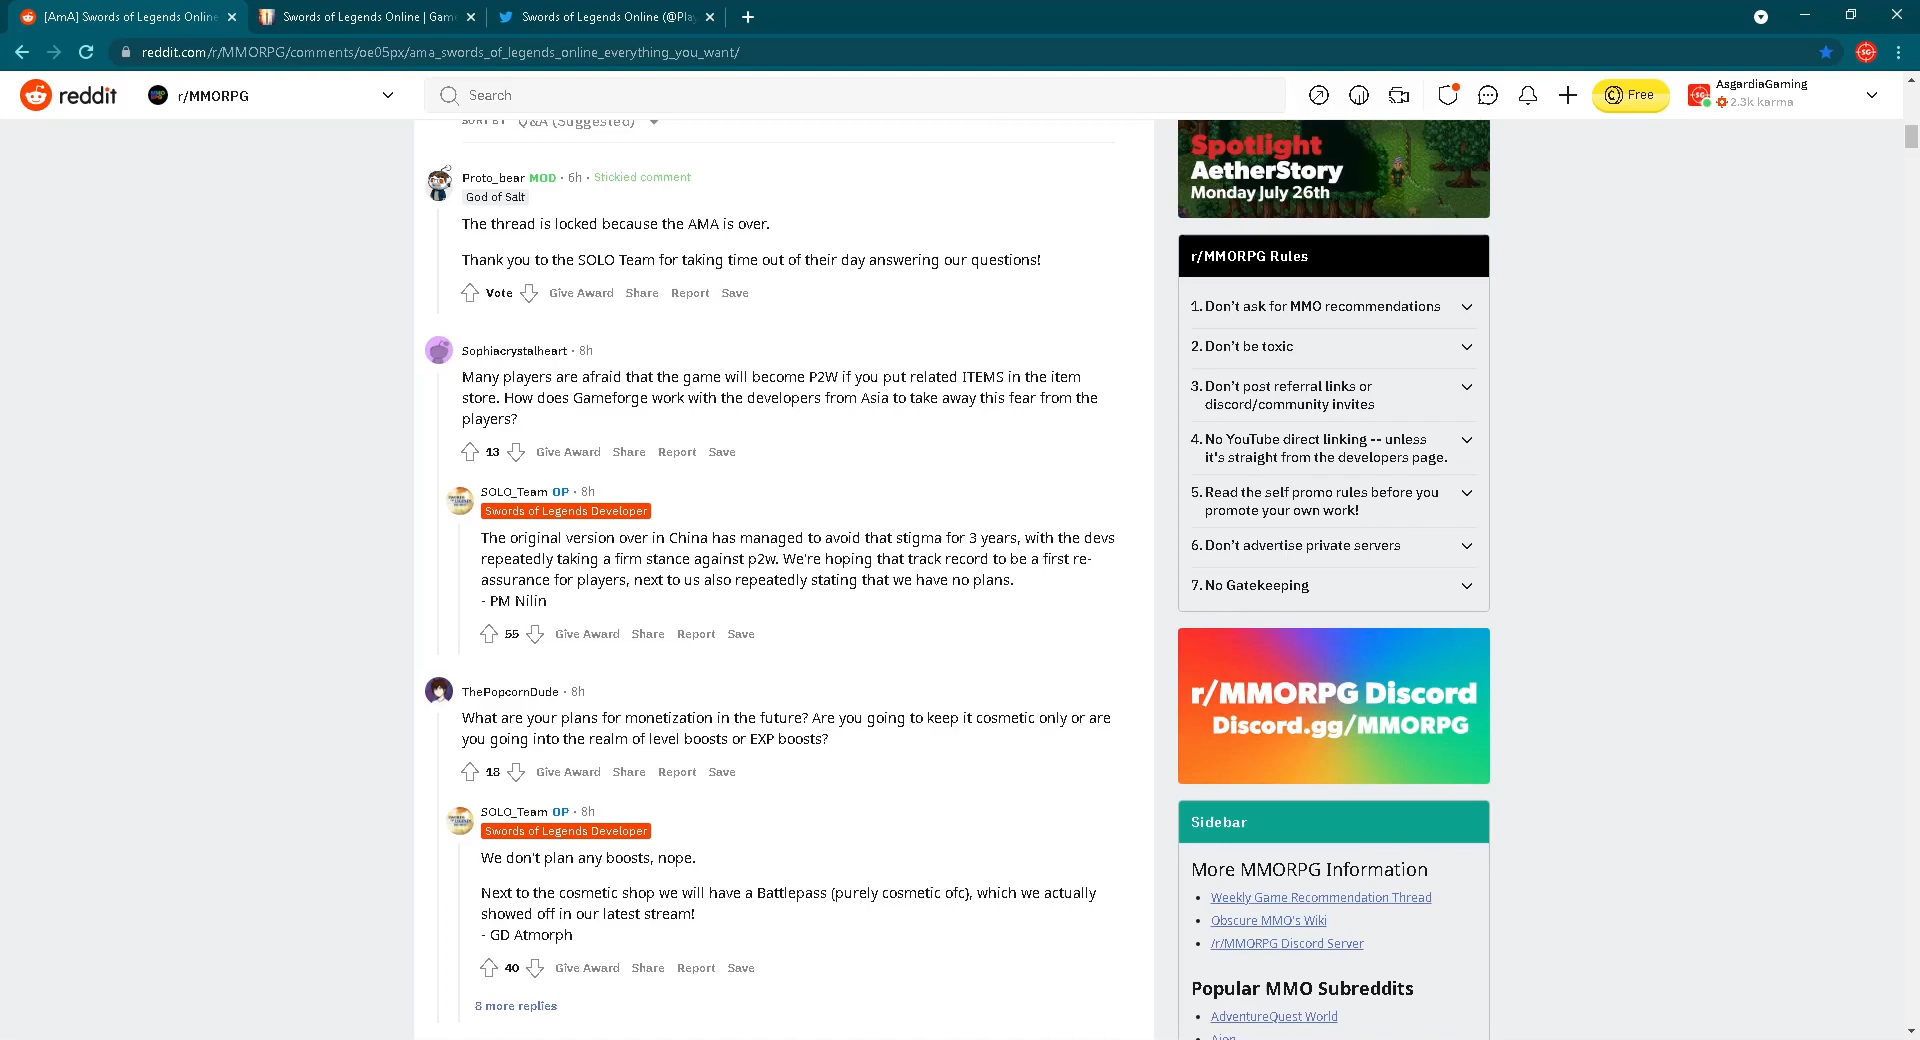 [AmA] Swords of Legends Online
Swords of Legends Online | Gam
Swords of Legends Online (@Pla
reddit.com/r/MMORPG/comments/oe05px/ama_swords_of_legends_online_everything_you_want/
reddit
r/MMORPG
Search
Free
AsgardiaGaming
2.3k karma
SORT BY Q&A (Suggested)
Proto_bear MOD · 6h · Stickied comment
God of Salt
The thread is locked because the AMA is over.
Thank you to the SOLO Team for taking time out of their day answering our questions!
Vote Give Award Share Report Save
Sophiacrystalheart · 8h
Many players are afraid that the game will become P2W if you put related ITEMS in the item
store. How does Gameforge work with the developers from Asia to take away this fear from the
players?
13 Give Award Share Report Save
SOLO_Team OP · 8h
Swords of Legends Developer
The original version over in China has managed to avoid that stigma for 3 years, with the devs
repeatedly taking a firm stance against p2w. We're hoping that track record to be a first re-
assurance for players, next to us also repeatedly stating that we have no plans.
- PM Nilin
55 Give Award Share Report Save
ThePopcornDude · 8h
What are your plans for monetization in the future? Are you going to keep it cosmetic only or are
you going into the realm of level boosts or EXP boosts?
18 Give Award Share Report Save
SOLO_Team OP · 8h
Swords of Legends Developer
We don't plan any boosts, nope.
Next to the cosmetic shop we will have a Battlepass (purely cosmetic ofc), which we actually
showed off in our latest stream!
- GD Atmorph
40 Give Award Share Report Save
8 more replies
Spotlight
AetherStory
Monday July 26th
r/MMORPG Rules
1. Don't ask for MMO recommendations
2. Don't be toxic
3. Don't post referral links or
discord/community invites
4. No YouTube direct linking -- unless
it's straight from the developers page.
5. Read the self promo rules before you
promote your own work!
6. Don't advertise private servers
7. No Gatekeeping
r/MMORPG Discord
Discord.gg/MMORPG
Sidebar
More MMORPG Information
Weekly Game Recommendation Thread
Obscure MMO's Wiki
/r/MMORPG Discord Server
Popular MMO Subreddits
AdventureQuest World
Aion